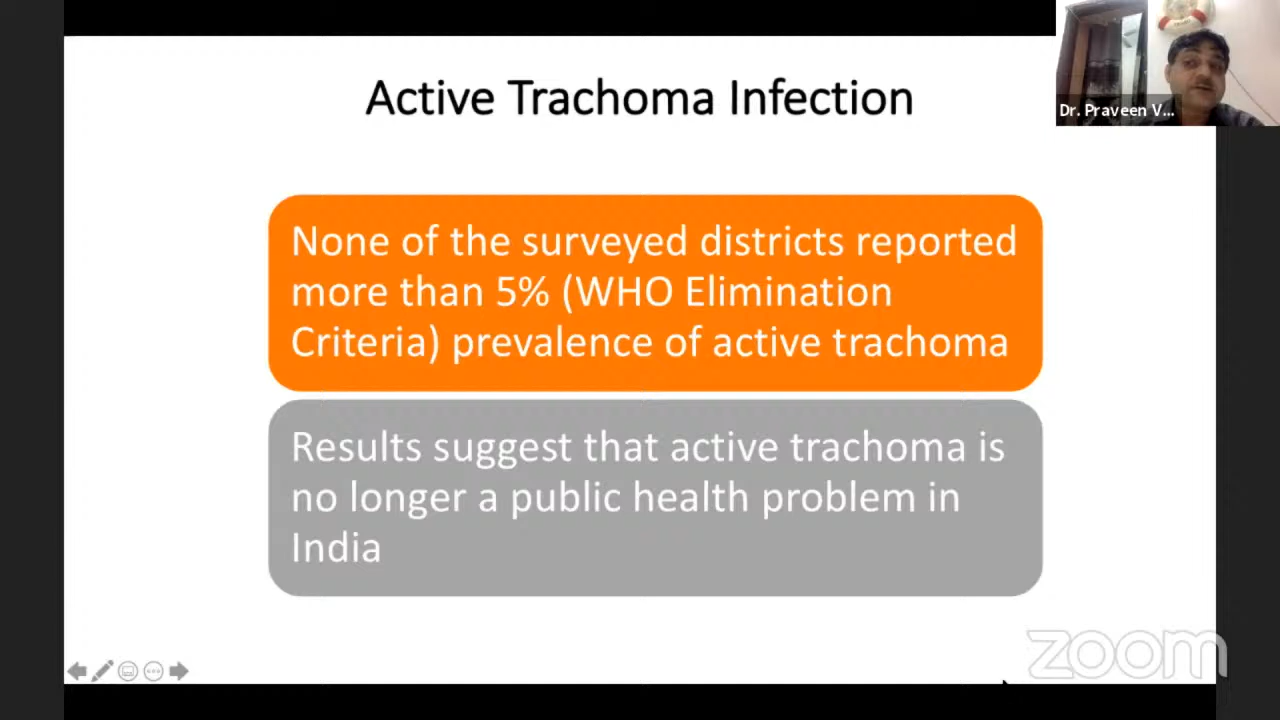 Active Trachoma Infection
Dr. Praveen V...
None of the surveyed districts reported
more than 5% (WHO Elimination
Criteria) prevalence of active trachoma
Results suggest that active trachoma is
no longer a public health problem in
India
zoom